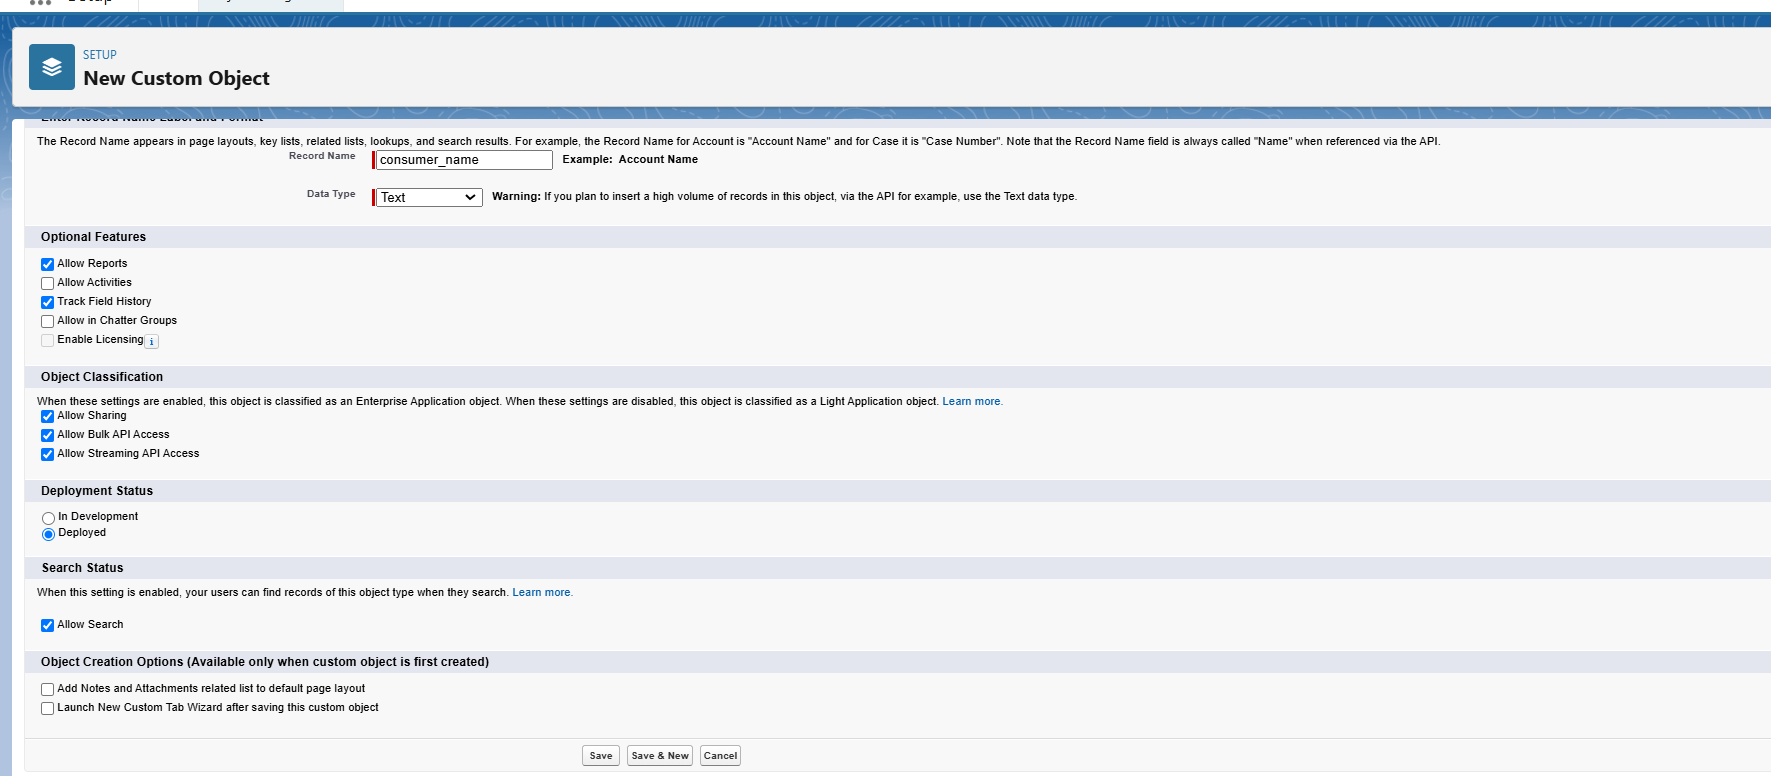 SETUP
New Custom Object
Enter Record Name Label and Format
The Record Name appears in page layouts, key lists, related lists, lookups, and search results. For example, the Record Name for Account is "Account Name" and for Case it is "Case Number". Note that the Record Name field is always called "Name" when referenced via the API.
Record Name consumer_name Example: Account Name
Data Type Text Warning: If you plan to insert a high volume of records in this object, via the API for example, use the Text data type.
Optional Features
Allow Reports
Allow Activities
Track Field History
Allow in Chatter Groups
Enable Licensing i
Object Classification
When these settings are enabled, this object is classified as an Enterprise Application object. When these settings are disabled, this object is classified as a Light Application object. Learn more.
Allow Sharing
Allow Bulk API Access
Allow Streaming API Access
Deployment Status
In Development
Deployed
Search Status
When this setting is enabled, your users can find records of this object type when they search. Learn more.
Allow Search
Object Creation Options (Available only when custom object is first created)
Add Notes and Attachments related list to default page layout
Launch New Custom Tab Wizard after saving this custom object
Save Save & New Cancel